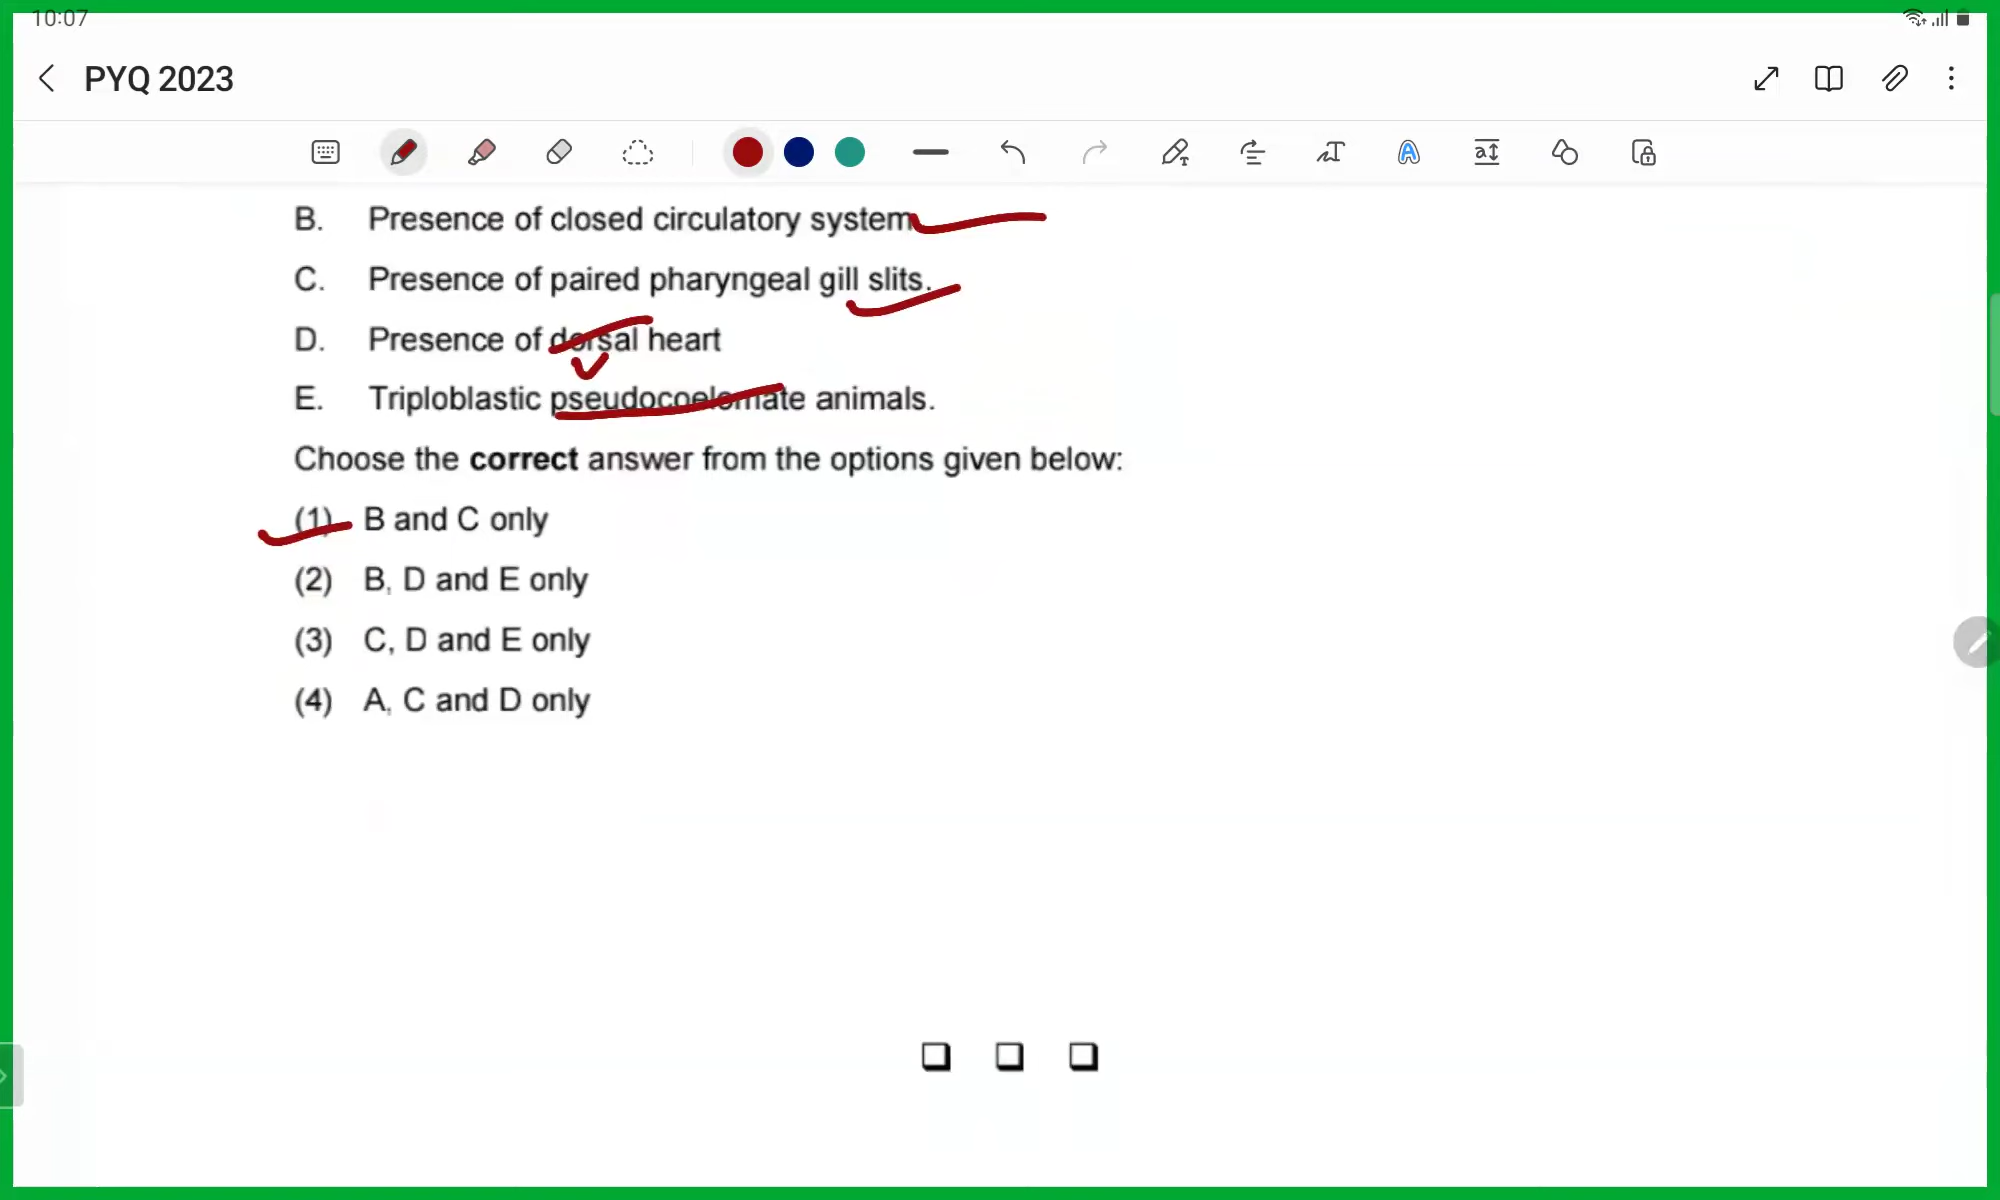 10:07
PYQ 2023
B. Presence of closed circulatory system
C. Presence of paired pharyngeal gill slits.
D. Presence of dorsal heart
E. Triploblastic pseudocoelomate animals.
Choose the correct answer from the options given below:
(1) B and C only
(2) B, D and E only
(3) C, D and E only
(4) A, C and D only